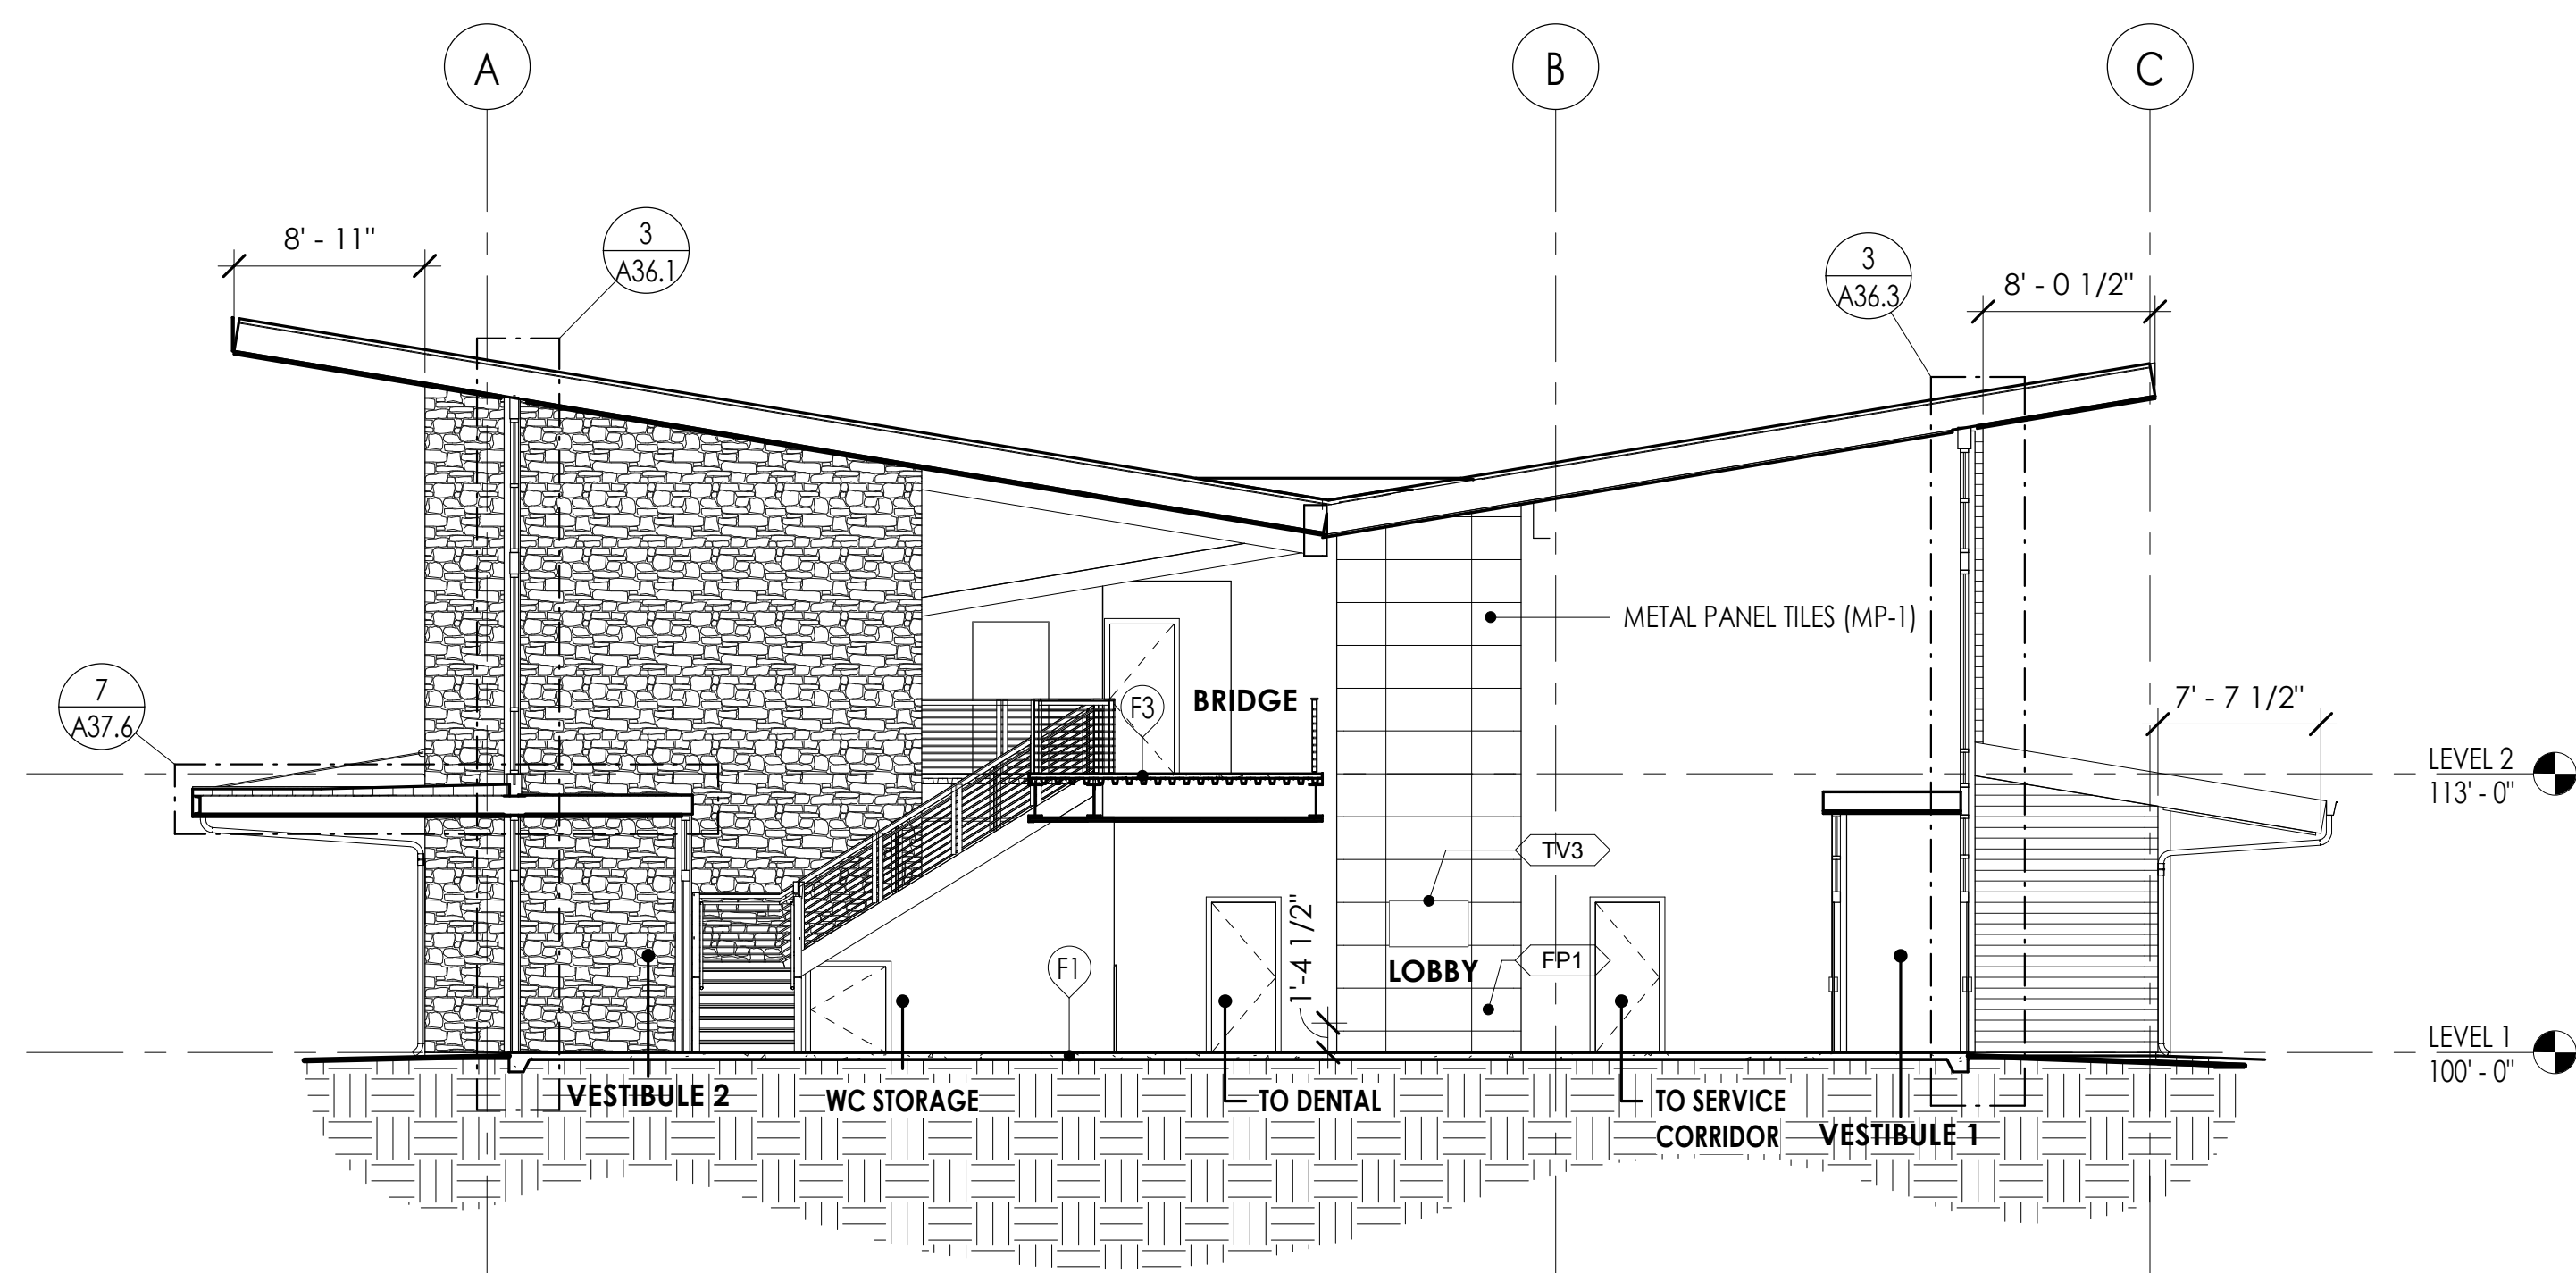 A
B
C
8' - 11"
3
A36.1
3
A36.3
8' - 0 1/2"
METAL PANEL TILES (MP-1)
7
A37.6
F3
BRIDGE
7' - 7 1/2"
LEVEL 2
113' - 0"
TV3
1'-4 1/2"
F1
LOBBY
FP1
LEVEL 1
100' - 0"
VESTIBULE 2
WC STORAGE
TO DENTAL
TO SERVICE
CORRIDOR
VESTIBULE 1